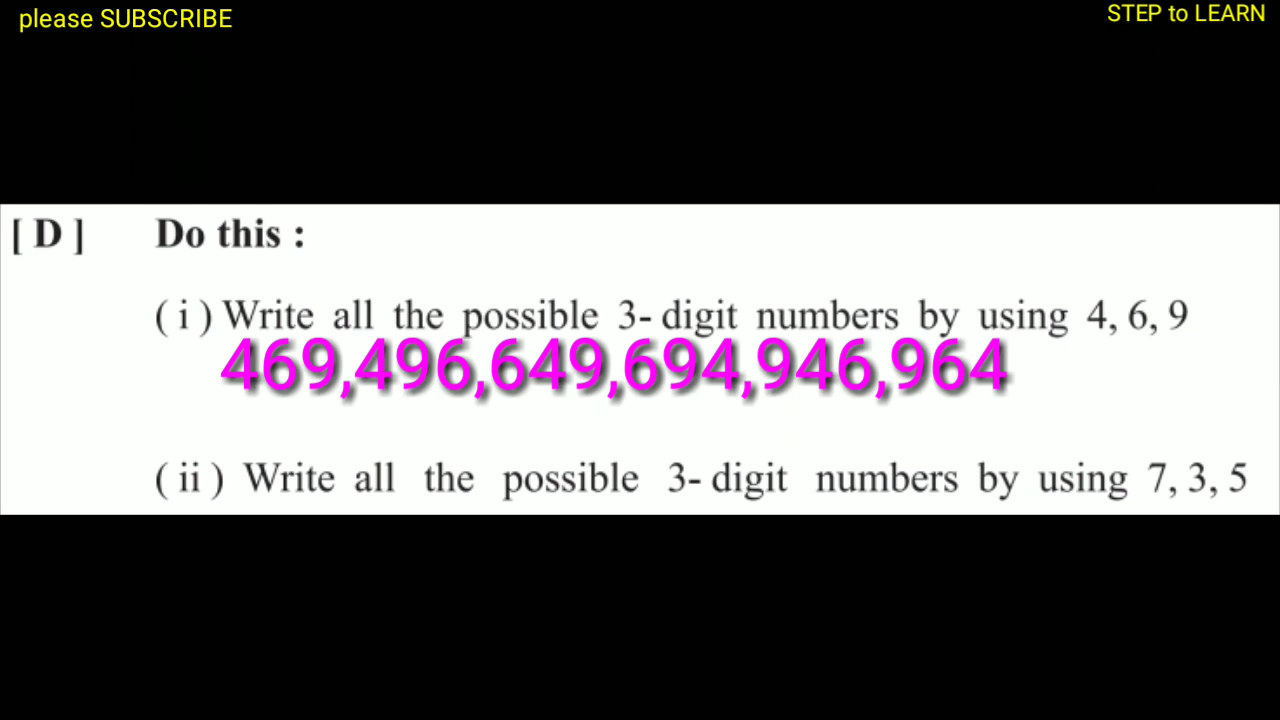 please SUBSCRIBE
STEP to LEARN
[ D ] Do this :
( i ) Write all the possible 3- digit numbers by using 4, 6, 9
469,496,649,694,946,964
( ii ) Write all the possible 3- digit numbers by using 7, 3, 5